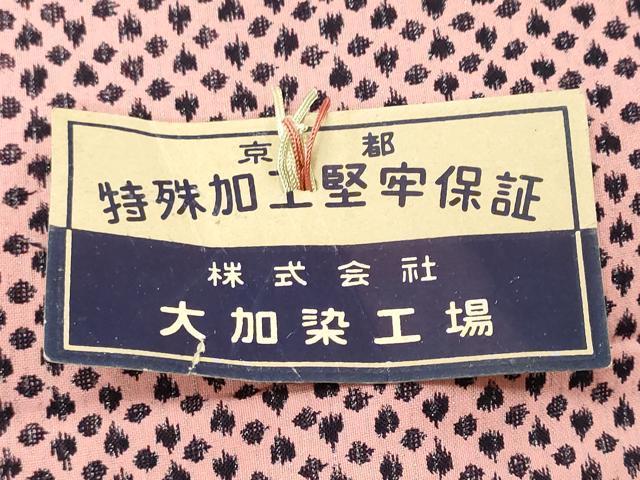 京都
特殊加工堅牢保証
株式会社
大加染工場